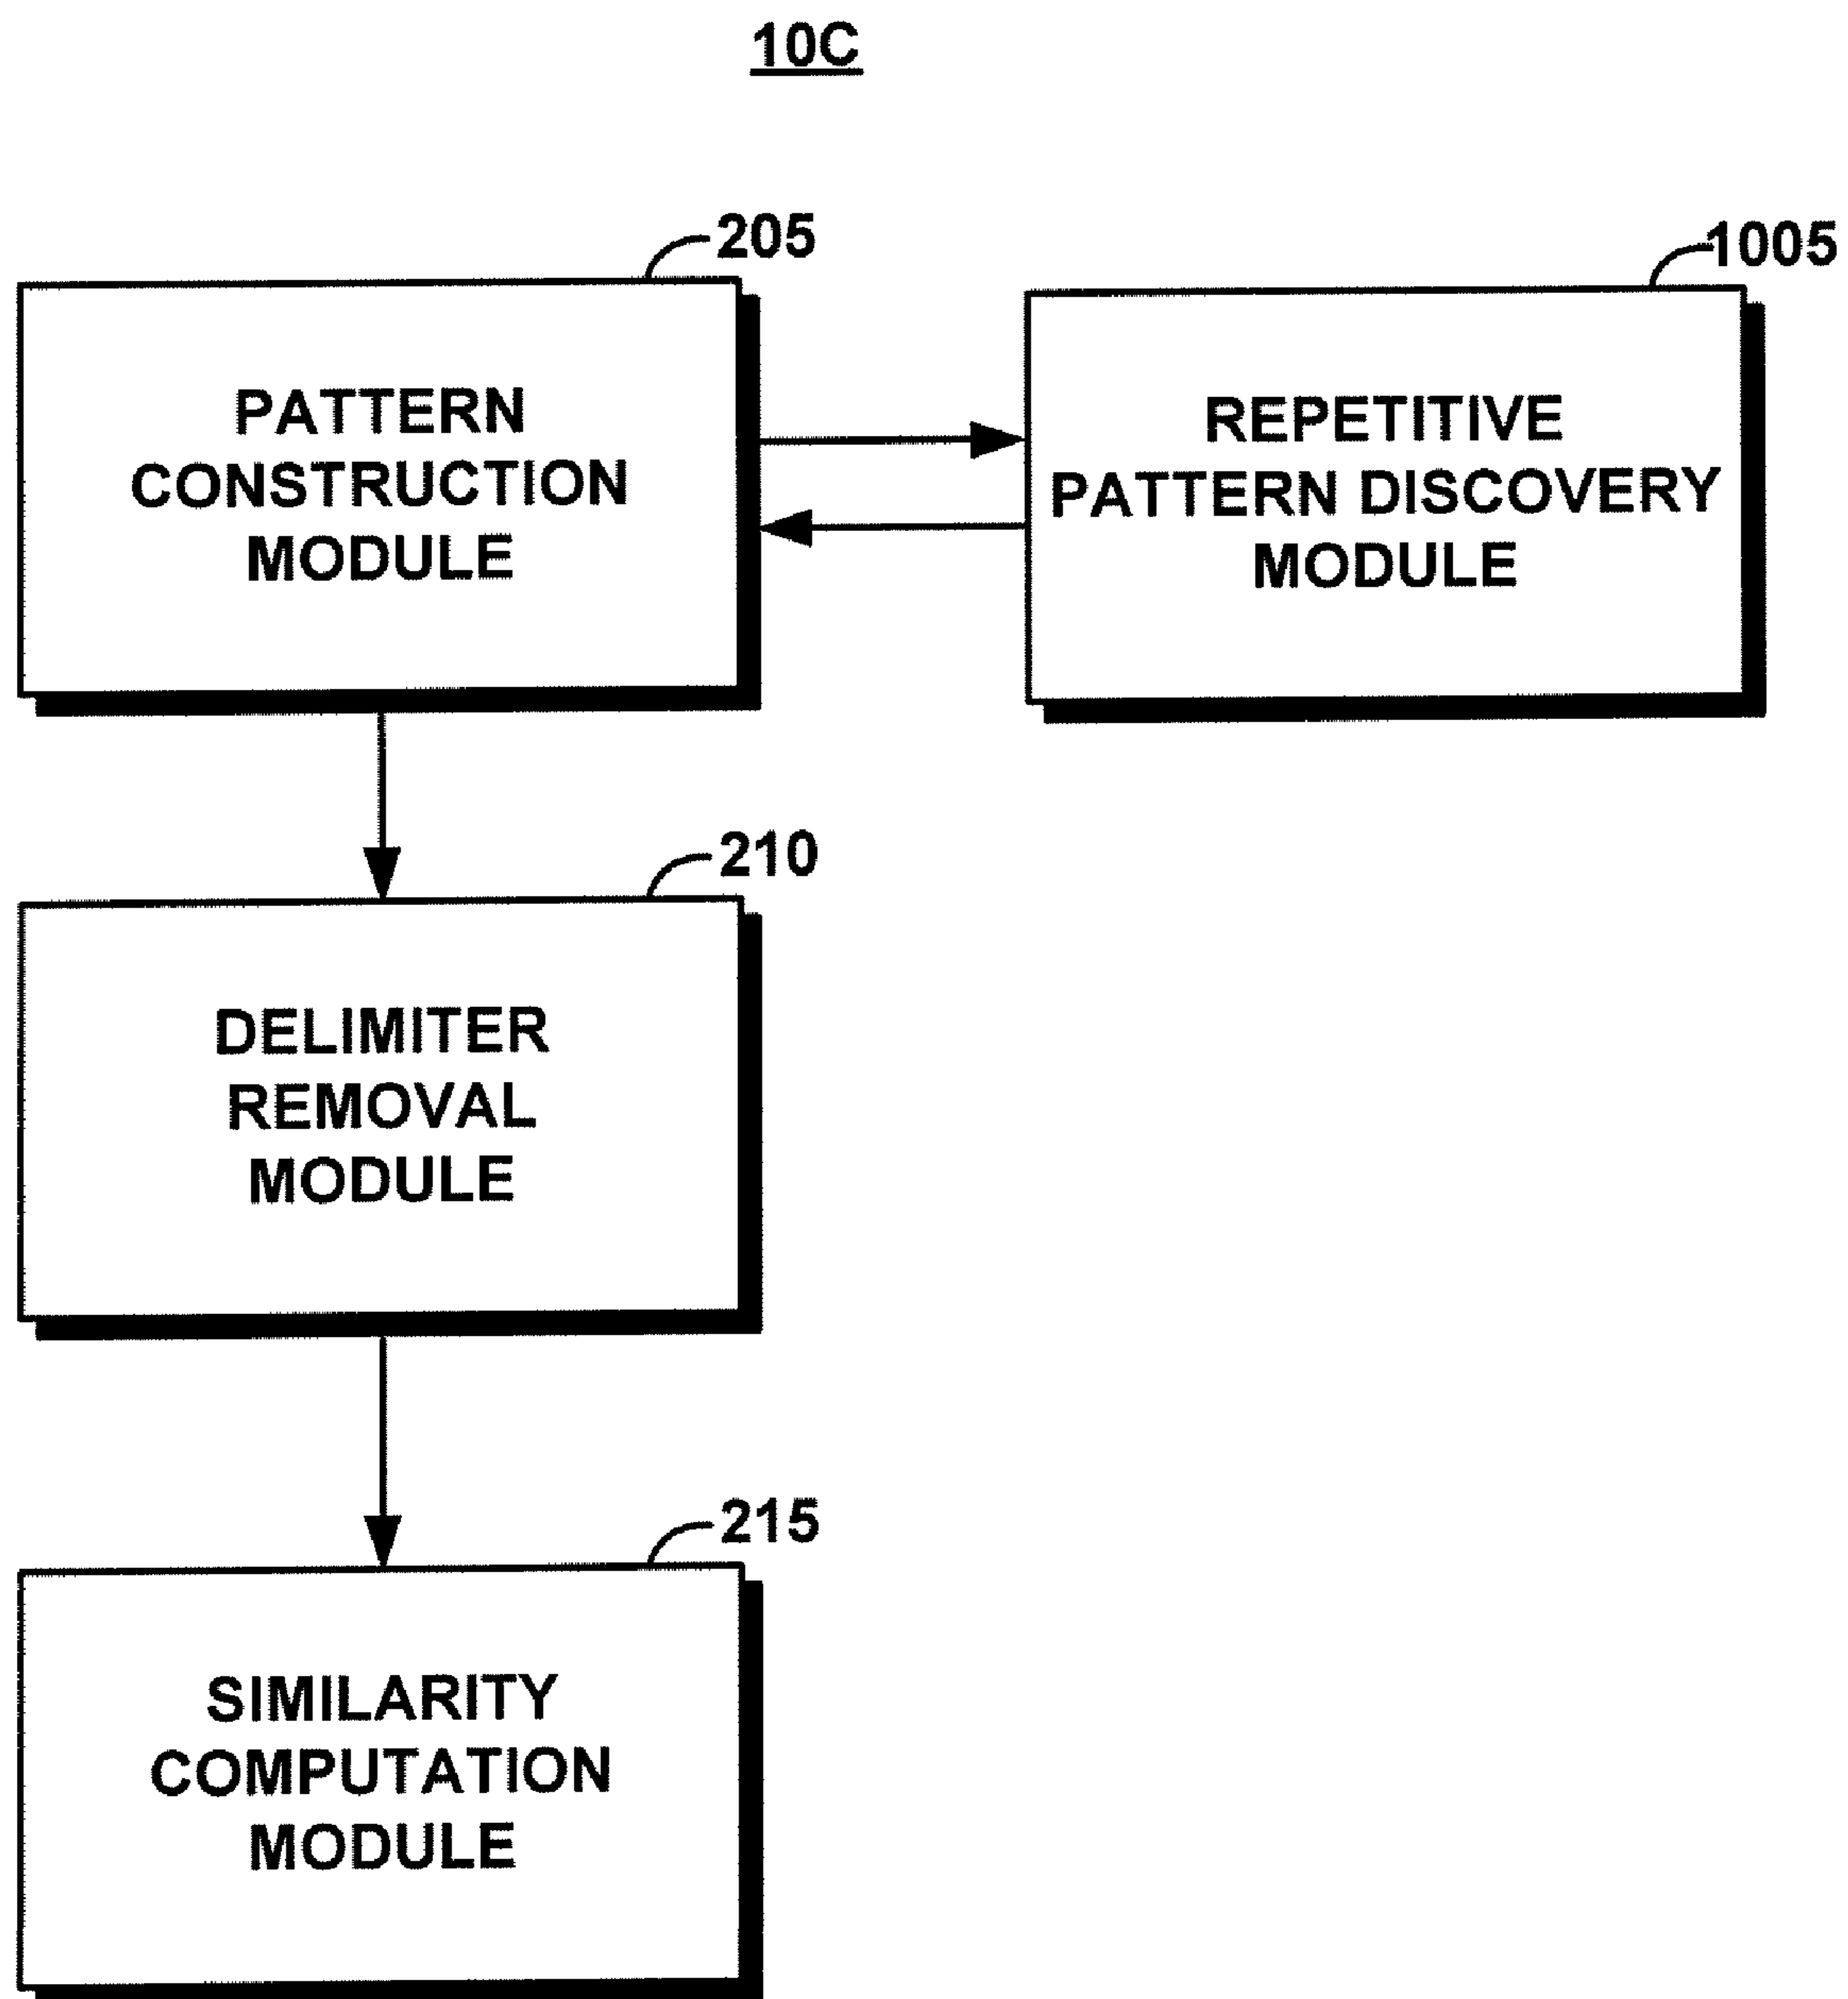 10C
205
1005
PATTERN
CONSTRUCTION
MODULE
REPETITIVE
PATTERN DISCOVERY
MODULE
210
DELIMITER
REMOVAL
MODULE
215
SIMILARITY
COMPUTATION
MODULE